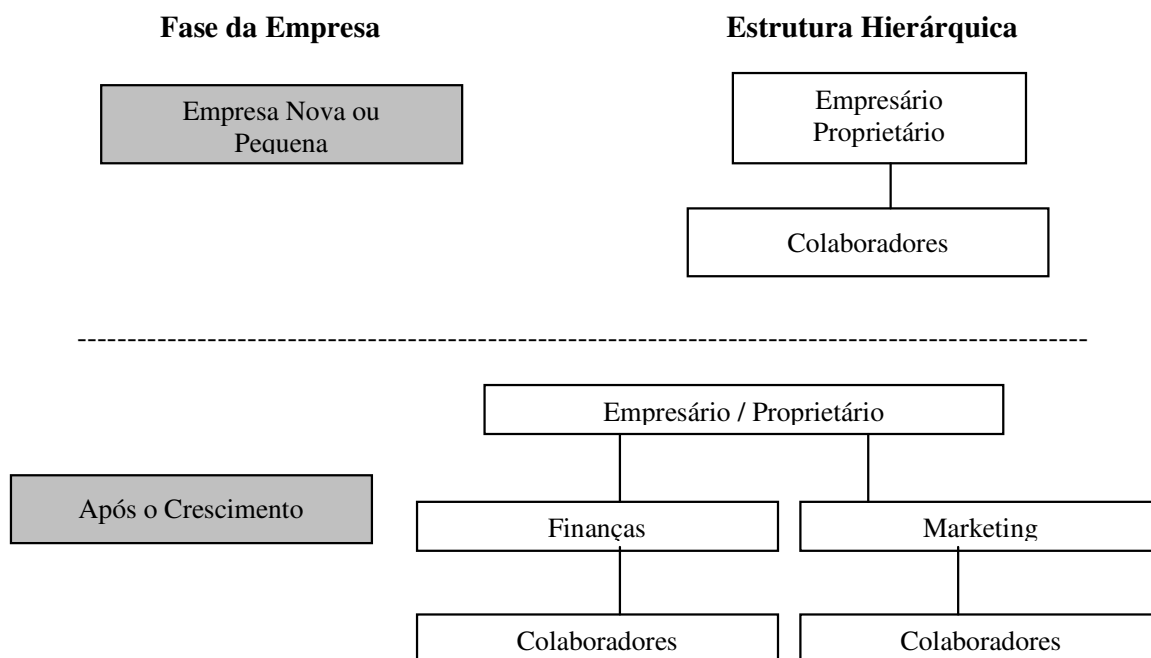 Fase da Empresa
Estrutura Hierárquica
Empresa Nova ou
Pequena
Empresário
Proprietário
Colaboradores
--------------------------------------------------------------------------------------------------------
Empresário / Proprietário
Após o Crescimento
Finanças
Marketing
Colaboradores
Colaboradores